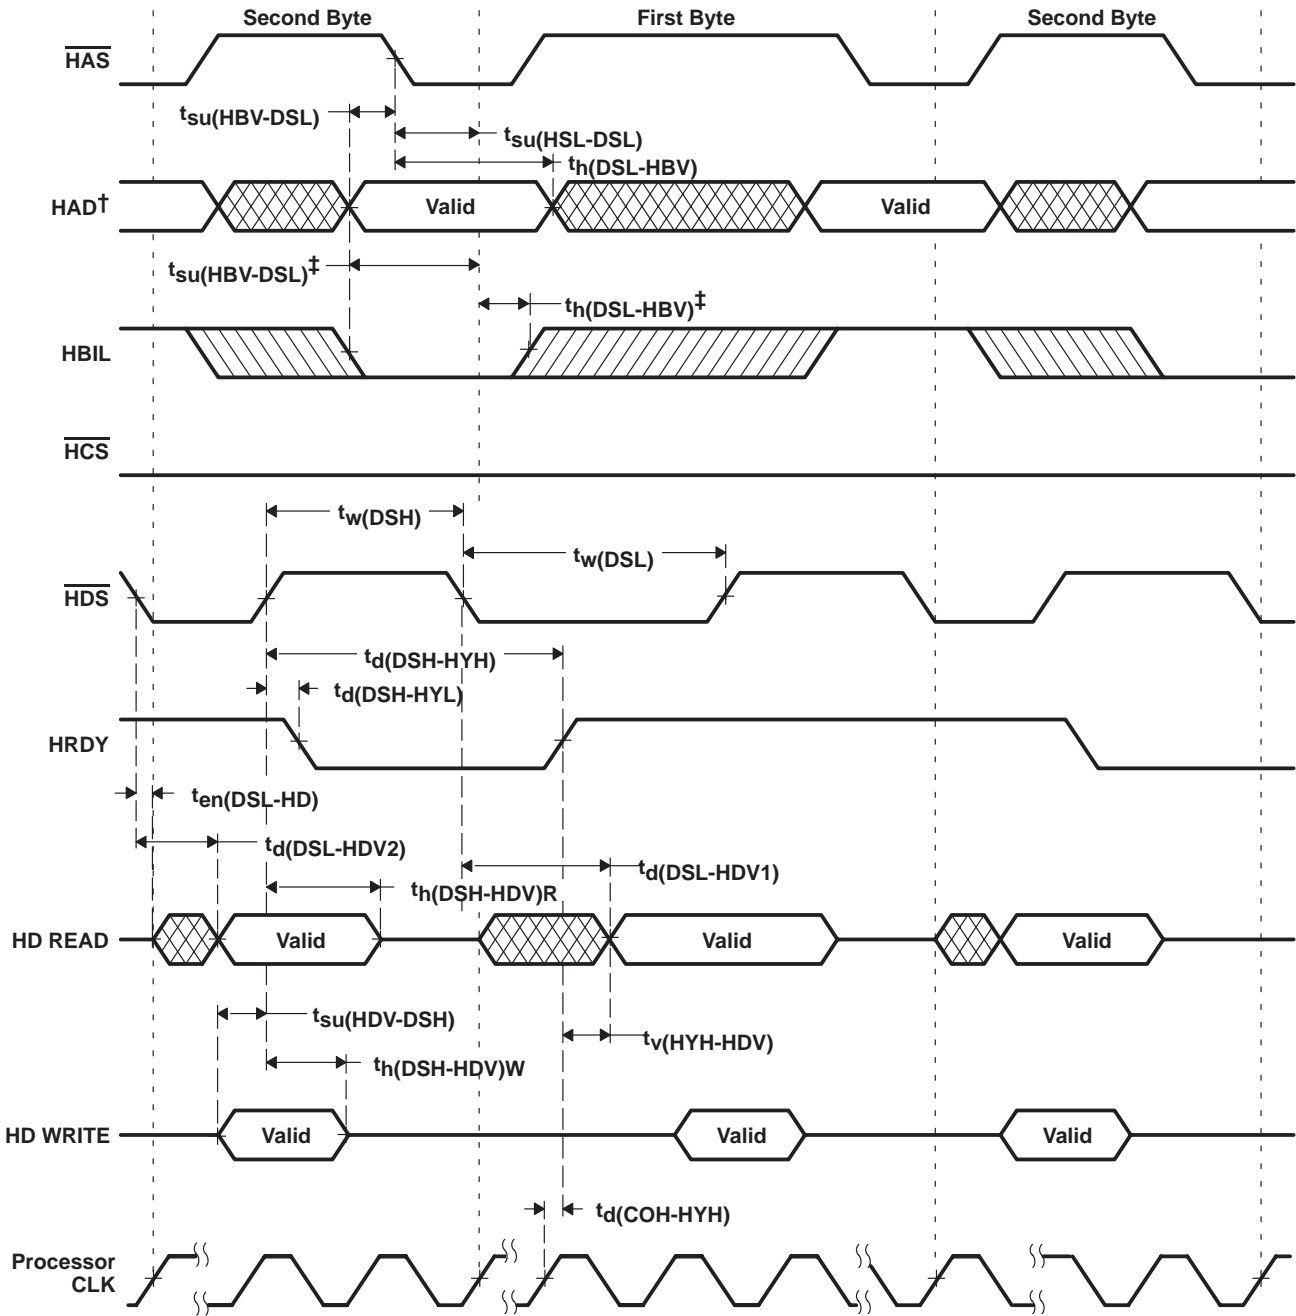 Second Byte First Byte Second Byte
HAS
tsu(HBV-DSL)
tsu(HSL-DSL)
th(DSL-HBV)
HAD† Valid Valid
tsu(HBV-DSL)‡
th(DSL-HBV)‡
HBIL
HCS
tw(DSH)
tw(DSL)
HDS
td(DSH-HYH)
td(DSH-HYL)
HRDY
ten(DSL-HD)
td(DSL-HDV2)
td(DSL-HDV1)
th(DSH-HDV)R
HD READ Valid Valid Valid
tsu(HDV-DSH)
tv(HYH-HDV)
th(DSH-HDV)W
HD WRITE Valid Valid Valid
td(COH-HYH)
Processor
CLK